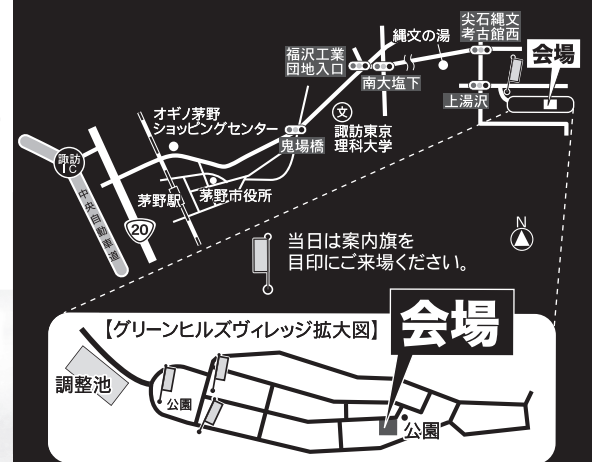 尖石縄文
考古館西
縄文の湯
会場
福沢工業
団地入口
南大塩下
上湯沢
オギノ茅野
ショッピングセンター
文
諏訪東京
理科大学
鬼場橋
諏訪
IC
茅野駅
茅野市役所
中央自動車道
20
N
当日は案内旗を
目印にご来場ください。
【グリーンヒルズヴィレッジ拡大図】
会場
調整池
公園
公園